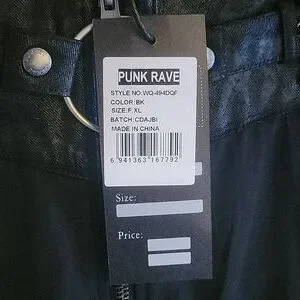 PUNK RAVE
STYLE NO: WQ-494DQF
COLOR: BK
SIZE: F, XL
BATCH: CDAJBI
MADE IN CHINA
6 941363 167792
Size:
Price: